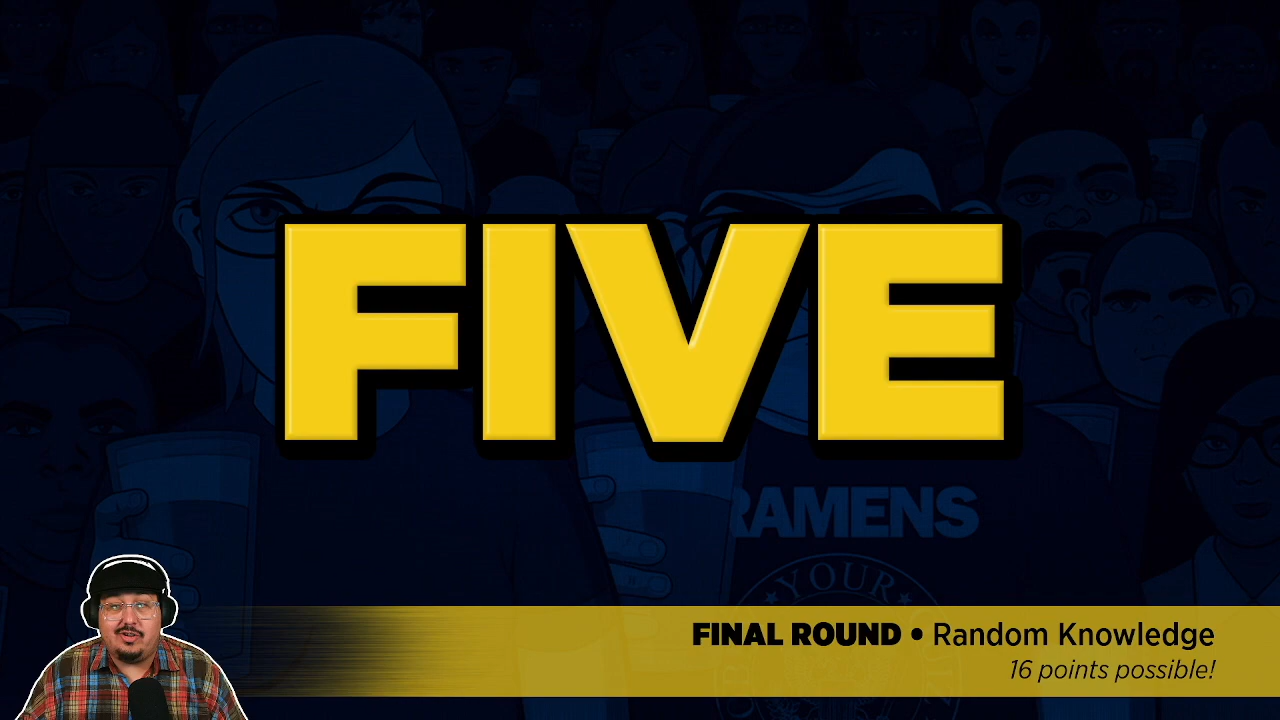 FIVE
RAMENS
YOUR
FINAL ROUND • Random Knowledge
16 points possible!